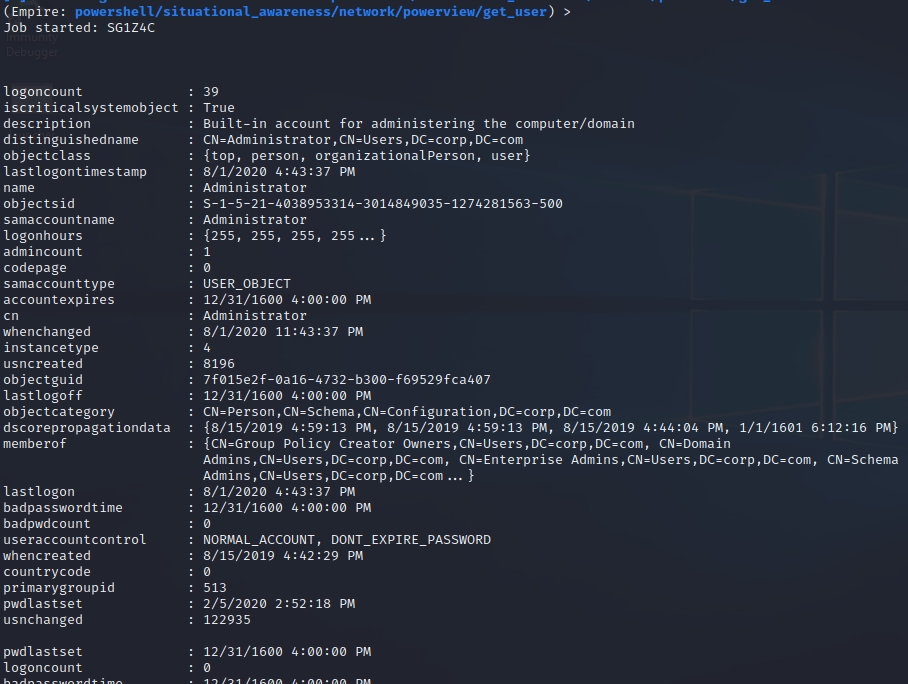 (Empire: powershell/situational_awareness/network/powerview/get_user) >
Job started: SG1Z4C
Debugger
logoncount : 39
iscriticalsystemobject : True
description : Built-in account for administering the computer/domain
distinguishedname : CN=Administrator,CN=Users,DC=corp,DC=com
objectclass : {top, person, organizationalPerson, user}
lastlogontimestamp : 8/1/2020 4:43:37 PM
name : Administrator
objectsid : S-1-5-21-4038953314-3014849035-1274281563-500
samaccountname : Administrator
logonhours : {255, 255, 255, 255...}
admincount : 1
codepage : 0
samaccounttype : USER_OBJECT
accountexpires : 12/31/1600 4:00:00 PM
cn : Administrator
whenchanged : 8/1/2020 11:43:37 PM
instancetype : 4
usncreated : 8196
objectguid : 7f015e2f-0a16-4732-b300-f69529fca407
lastlogoff : 12/31/1600 4:00:00 PM
objectcategory : CN=Person,CN=Schema,CN=Configuration,DC=corp,DC=com
dscorepropagationdata : {8/15/2019 4:59:13 PM, 8/15/2019 4:59:13 PM, 8/15/2019 4:44:04 PM, 1/1/1601 6:12:16 PM}
memberof : {CN=Group Policy Creator Owners,CN=Users,DC=corp,DC=com, CN=Domain
Admins,CN=Users,DC=corp,DC=com, CN=Enterprise Admins,CN=Users,DC=corp,DC=com, CN=Schema
Admins,CN=Users,DC=corp,DC=com...}
lastlogon : 8/1/2020 4:43:37 PM
badpasswordtime : 12/31/1600 4:00:00 PM
badpwdcount : 0
useraccountcontrol : NORMAL_ACCOUNT, DONT_EXPIRE_PASSWORD
whencreated : 8/15/2019 4:42:29 PM
countrycode : 0
primarygroupid : 513
pwdlastset : 2/5/2020 2:52:18 PM
usnchanged : 122935
pwdlastset : 12/31/1600 4:00:00 PM
logoncount : 0
badpasswordtime : 12/31/1600 4:00:00 PM